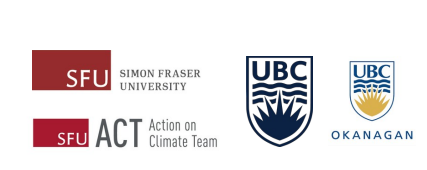 SFU
SIMON FRASER
UNIVERSITY
SFU
ACT
Action on
Climate Team
UBC
UBC
OKANAGAN